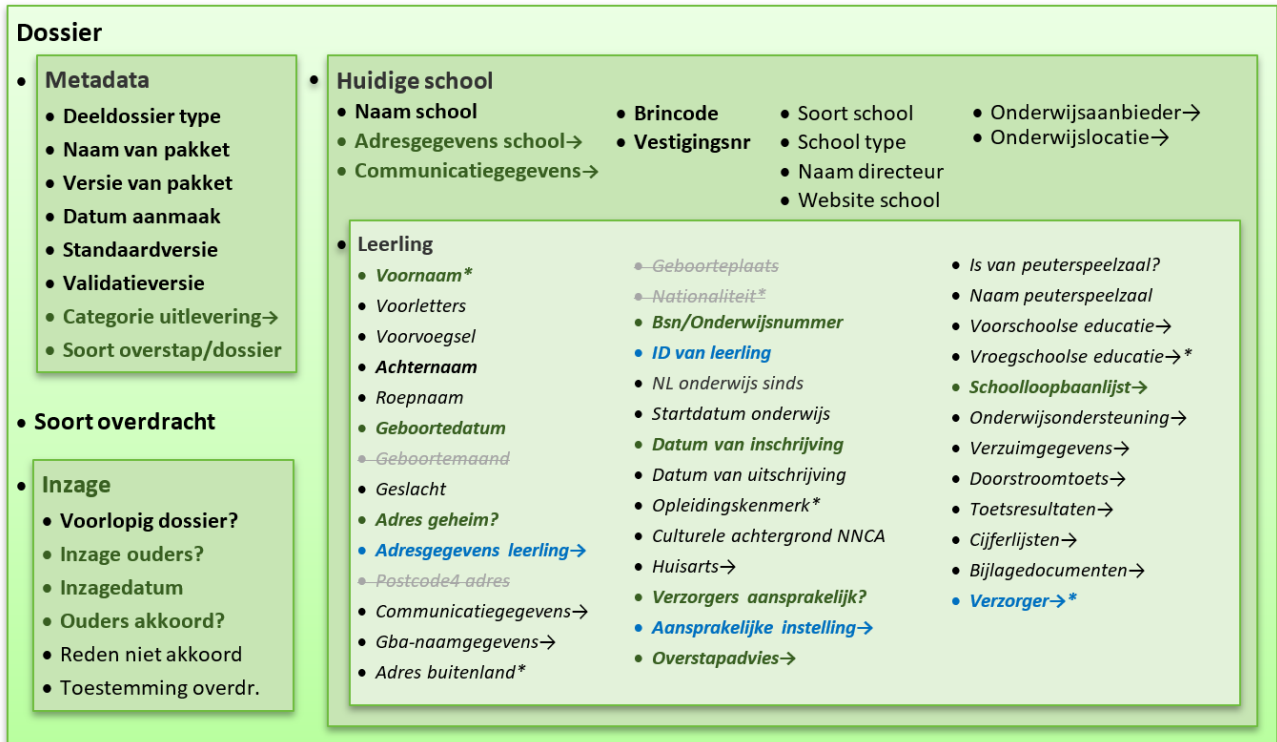 Dossier
• Metadata
• Deeldossier type
• Naam van pakket
• Versie van pakket
• Datum aanmaak
• Standaardversie
• Validatieversie
• Categorie uitlevering→
• Soort overstap/dossier
• Soort overdracht
• Inzage
• Voorlopig dossier?
• Inzage ouders?
• Inzagedatum
• Ouders akkoord?
• Reden niet akkoord
• Toestemming overdr.
• Huidige school
• Naam school
• Adresgegevens school→
• Communicatiegegevens→
• Brincode
• Vestigingsnr
• Soort school
• School type
• Naam directeur
• Website school
• Onderwijsaanbieder→
• Onderwijslocatie→
• Leerling
• Voornaam*
• Voorletters
• Voorvoegsel
• Achternaam
• Roepnaam
• Geboortedatum
• Geboortemaand
• Geslacht
• Adres geheim?
• Adresgegevens leerling→
• Postcode4 adres
• Communicatiegegevens→
• Gba-naamgegevens→
• Adres buitenland*
• Geboorteplaats
• Nationaliteit*
• Bsn/Onderwijsnummer
• ID van leerling
• NL onderwijs sinds
• Startdatum onderwijs
• Datum van inschrijving
• Datum van uitschrijving
• Opleidingskenmerk*
• Culturele achtergrond NNCA
• Huisarts→
• Verzorgers aansprakelijk?
• Aansprakelijke instelling→
• Overstapadvies→
• Is van peuterspeelzaal?
• Naam peuterspeelzaal
• Voorschoolse educatie→
• Vroegschoolse educatie→*
• Schoolloopbaanlijst→
• Onderwijsondersteuning→
• Verzuimgegevens→
• Doorstroomtoets→
• Toetsresultaten→
• Cijferlijsten→
• Bijlagedocumenten→
• Verzorger→*